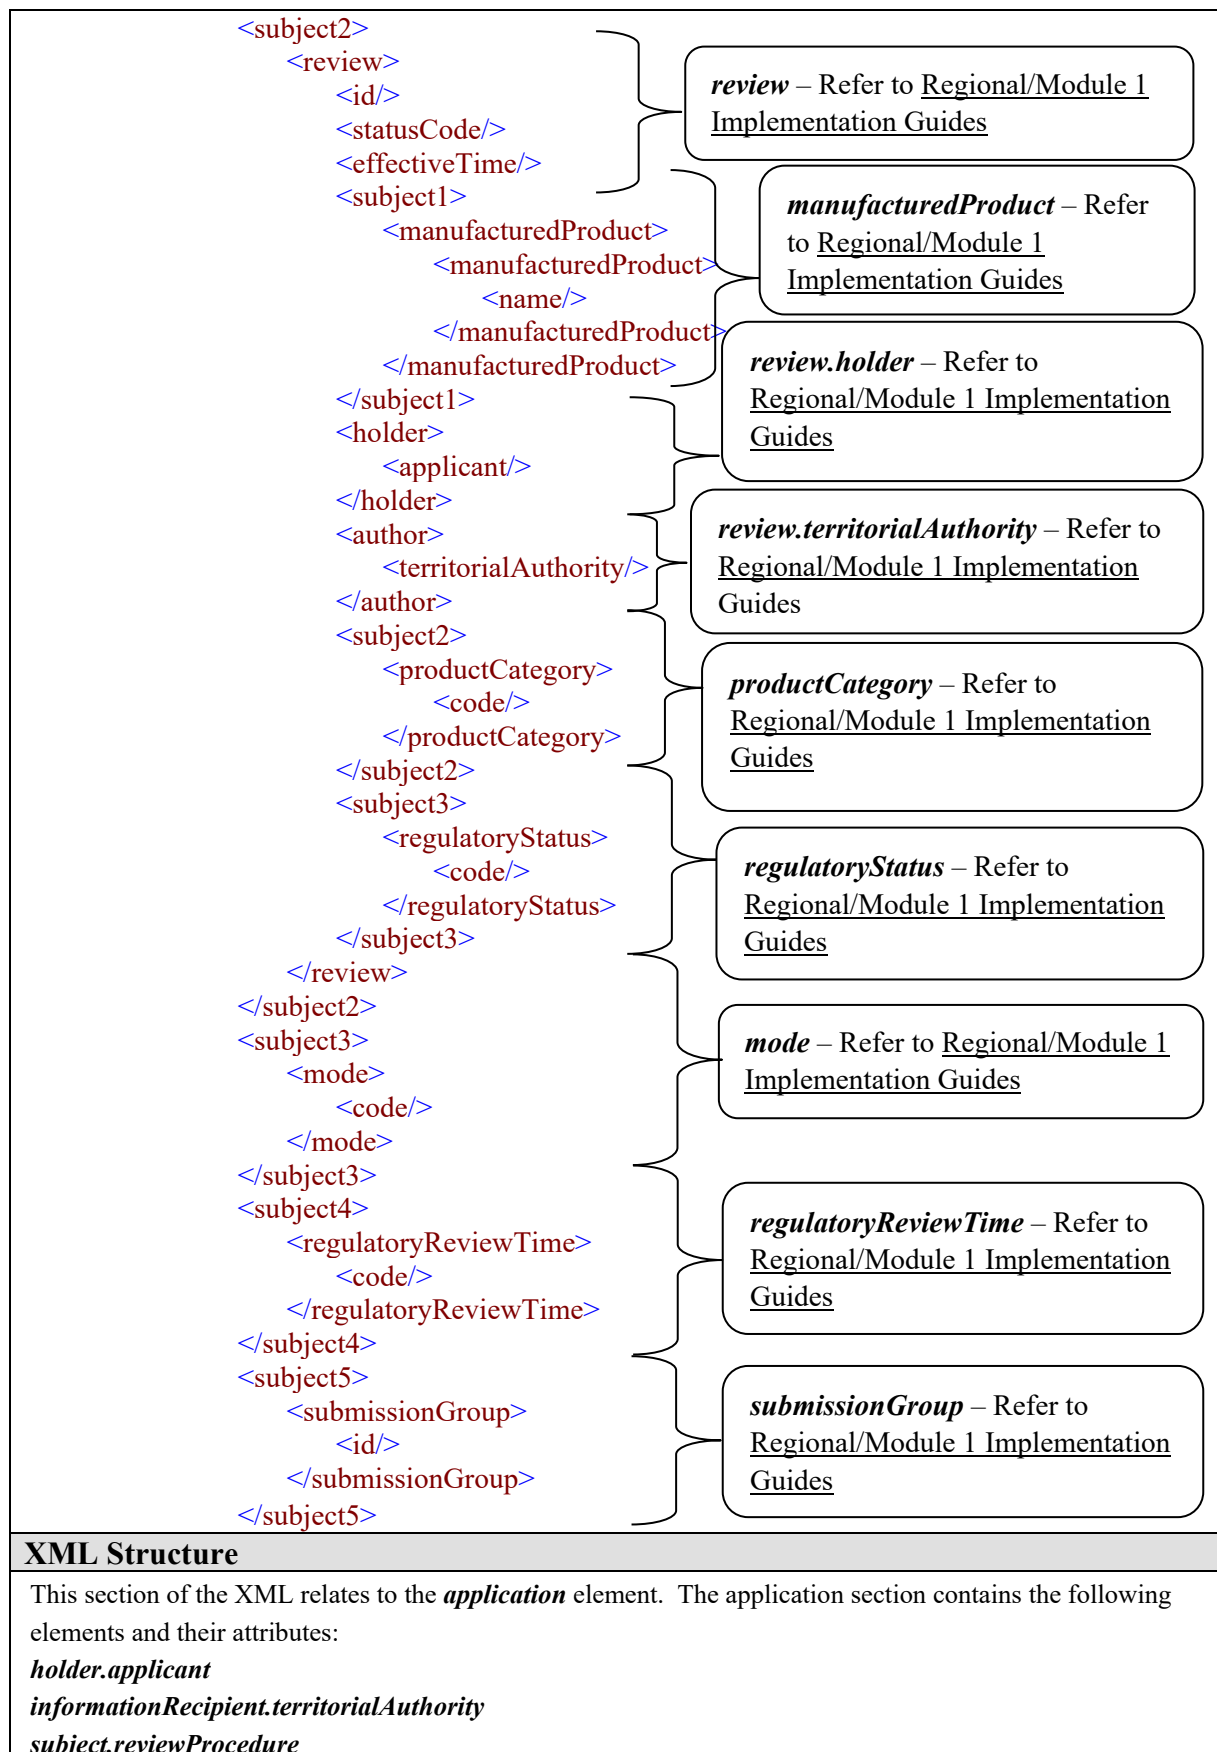 <subject2>
<review>
<id/>
<statusCode/>
<effectiveTime/>
<subject1>
<manufacturedProduct>
<manufacturedProduct>
<name/>
</manufacturedProduct>
</manufacturedProduct>
</subject1>
<holder>
<applicant/>
</holder>
<author>
<territorialAuthority/>
</author>
<subject2>
<productCategory>
<code/>
</productCategory>
</subject2>
<subject3>
<regulatoryStatus>
<code/>
</regulatoryStatus>
</subject3>
</review>
</subject2>
<subject3>
<mode>
<code/>
</mode>
</subject3>
<subject4>
<regulatoryReviewTime>
<code/>
</regulatoryReviewTime>
</subject4>
<subject5>
<submissionGroup>
<id/>
</submissionGroup>
</subject5>
review – Refer to Regional/Module 1
Implementation Guides
manufacturedProduct – Refer
to Regional/Module 1
Implementation Guides
review.holder – Refer to
Regional/Module 1 Implementation
Guides
review.territorialAuthority – Refer to
Regional/Module 1 Implementation
Guides
productCategory – Refer to
Regional/Module 1 Implementation
Guides
regulatoryStatus – Refer to
Regional/Module 1 Implementation
Guides
mode – Refer to Regional/Module 1
Implementation Guides
regulatoryReviewTime – Refer to
Regional/Module 1 Implementation
Guides
submissionGroup – Refer to
Regional/Module 1 Implementation
Guides
XML Structure
This section of the XML relates to the application element.  The application section contains the following
elements and their attributes:
holder.applicant
informationRecipient.territorialAuthority
subject.reviewProcedure